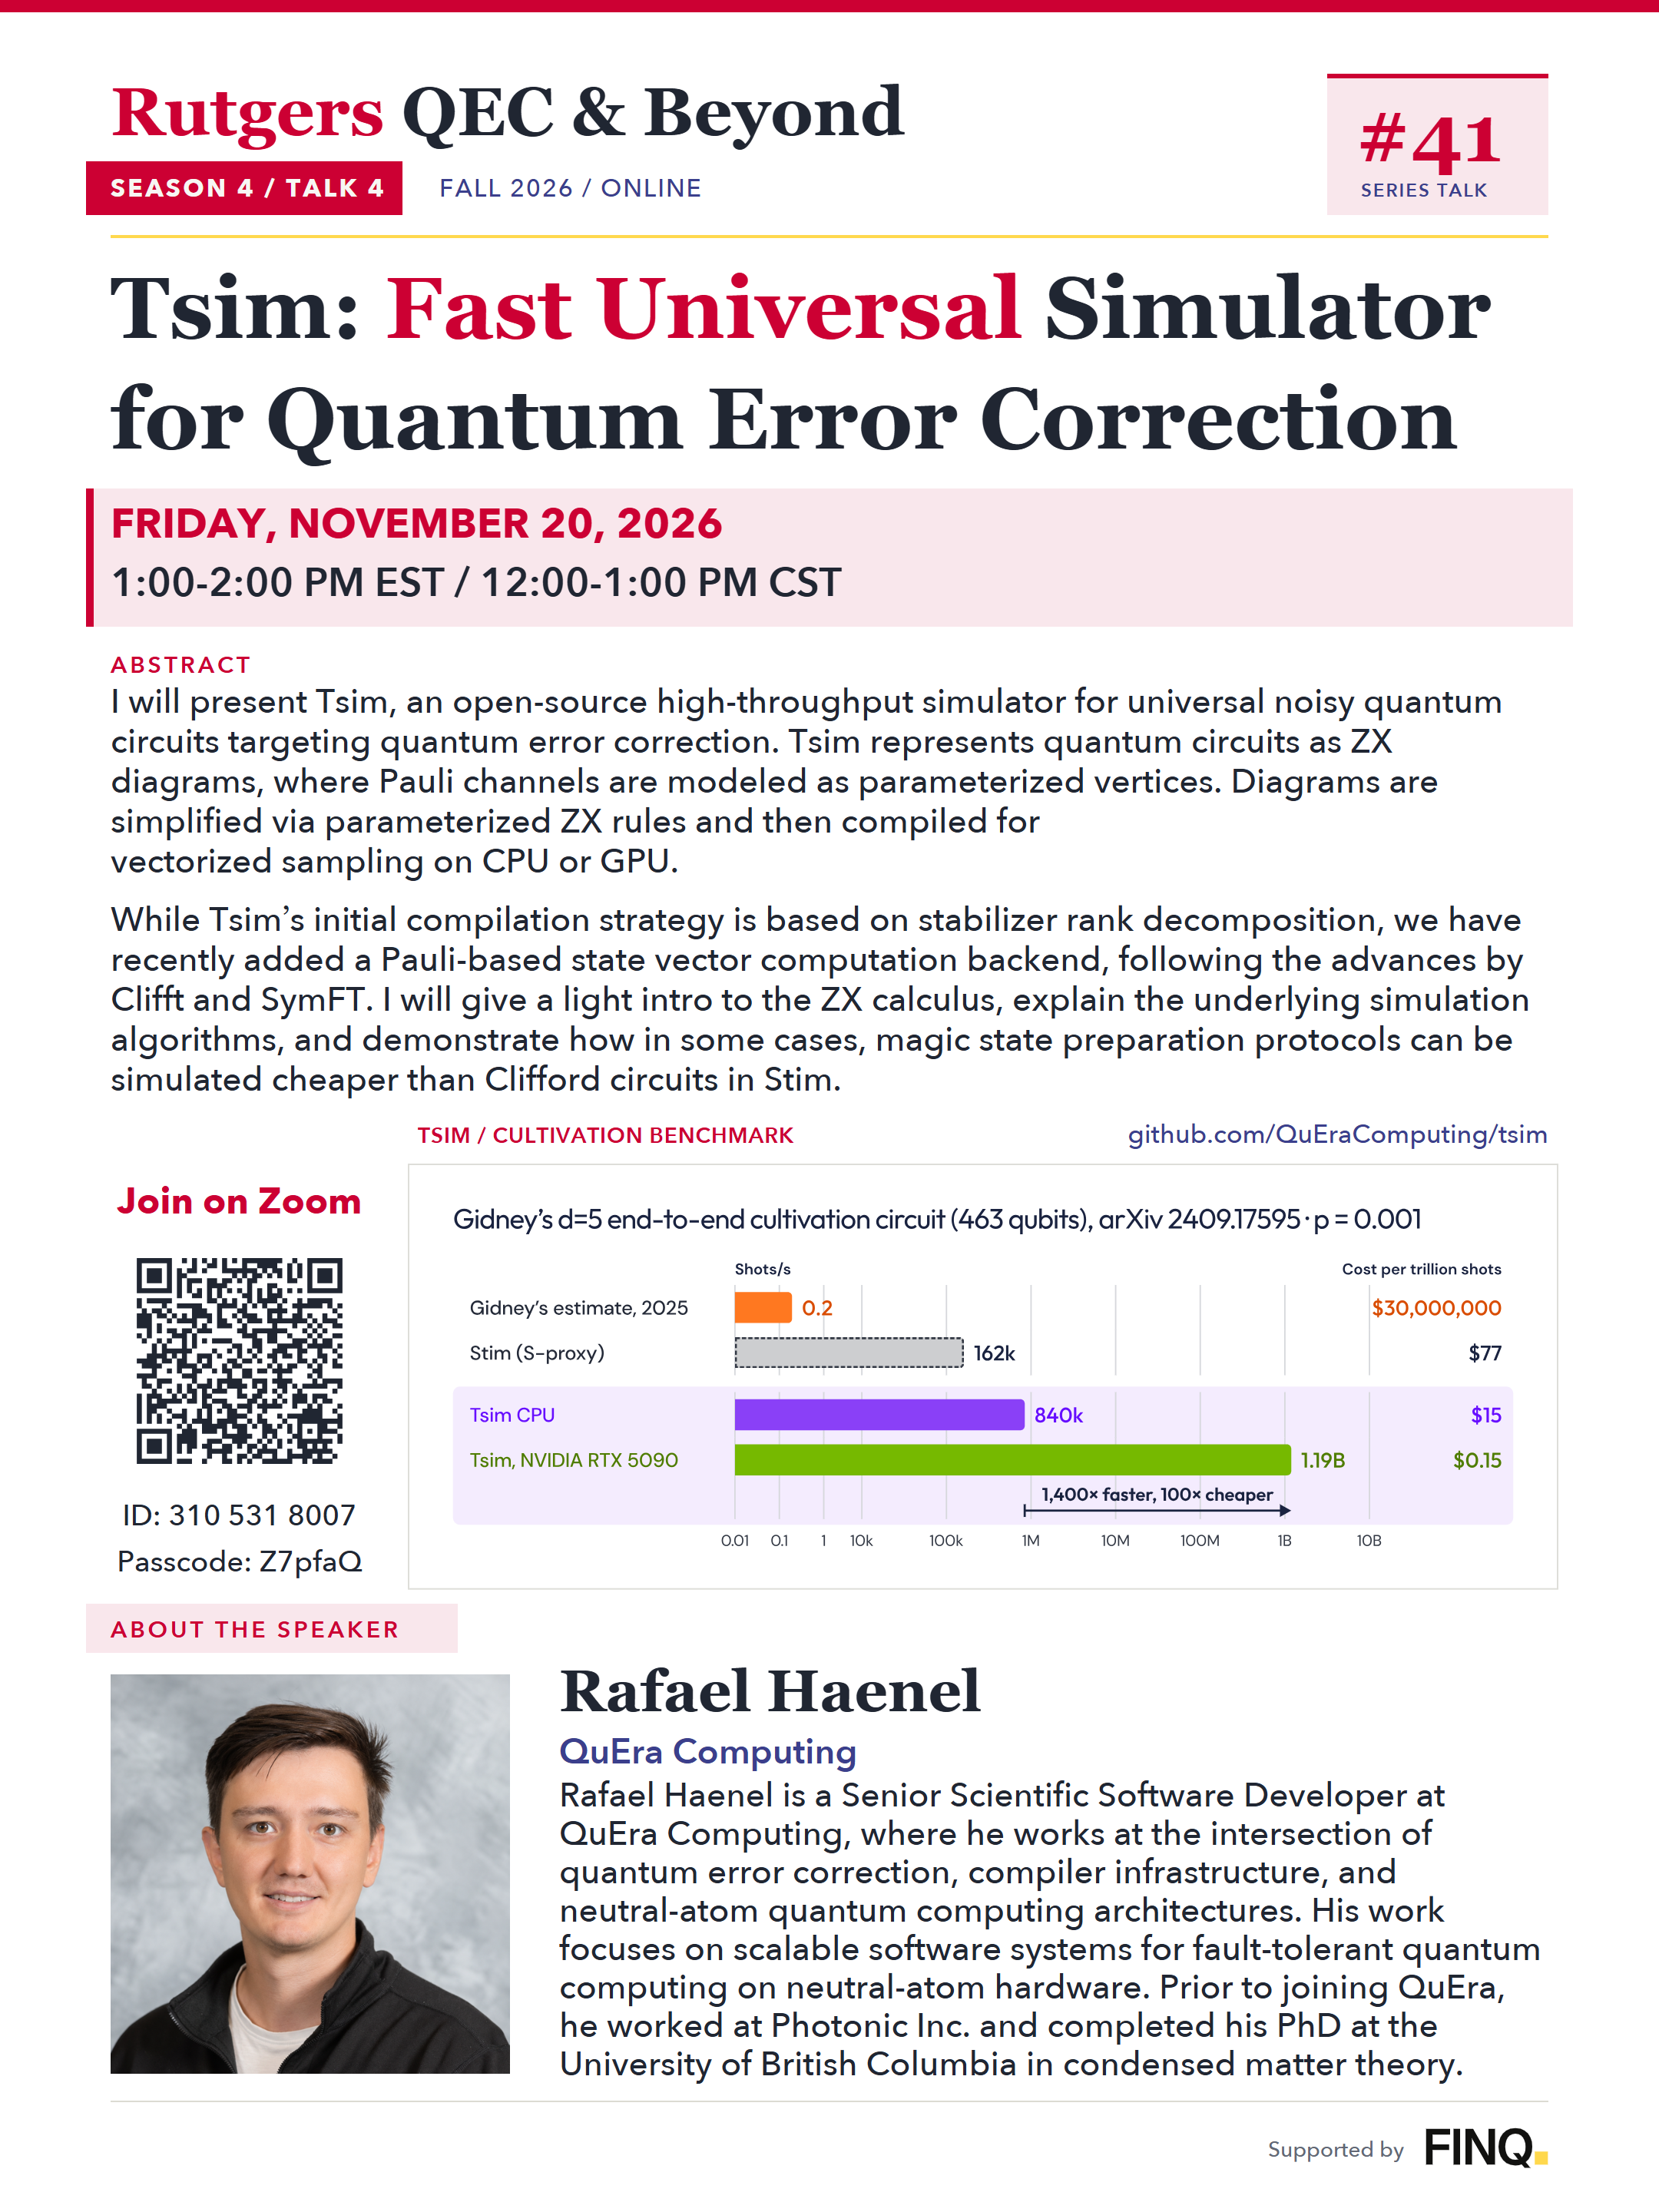 Rutgers QEC & Beyond
SEASON 4 / TALK 4
FALL 2026 / ONLINE
#41
SERIES TALK
Tsim: Fast Universal Simulator
for Quantum Error Correction
FRIDAY, NOVEMBER 20, 2026
1:00-2:00 PM EST / 12:00-1:00 PM CST
ABSTRACT
I will present Tsim, an open-source high-throughput simulator for universal noisy quantum
circuits targeting quantum error correction. Tsim represents quantum circuits as ZX
diagrams, where Pauli channels are modeled as parameterized vertices. Diagrams are
simplified via parameterized ZX rules and then compiled for
vectorized sampling on CPU or GPU.
While Tsim’s initial compilation strategy is based on stabilizer rank decomposition, we have
recently added a Pauli-based state vector computation backend, following the advances by
Clifft and SymFT. I will give a light intro to the ZX calculus, explain the underlying simulation
algorithms, and demonstrate how in some cases, magic state preparation protocols can be
simulated cheaper than Clifford circuits in Stim.
TSIM / CULTIVATION BENCHMARK
github.com/QuEraComputing/tsim
Join on Zoom
ID: 310 531 8007
Passcode: Z7pfaQ
Gidney’s d=5 end-to-end cultivation circuit (463 qubits), arXiv 2409.17595 · p = 0.001
Shots/s
Cost per trillion shots
Gidney’s estimate, 2025 0.2 $30,000,000
Stim (S-proxy) 162k $77
Tsim CPU 840k $15
Tsim, NVIDIA RTX 5090 1.19B $0.15
1,400× faster, 100× cheaper
0.01 0.1 1 10k 100k 1M 10M 100M 1B 10B
ABOUT THE SPEAKER
Rafael Haenel
QuEra Computing
Rafael Haenel is a Senior Scientific Software Developer at
QuEra Computing, where he works at the intersection of
quantum error correction, compiler infrastructure, and
neutral-atom quantum computing architectures. His work
focuses on scalable software systems for fault-tolerant quantum
computing on neutral-atom hardware. Prior to joining QuEra,
he worked at Photonic Inc. and completed his PhD at the
University of British Columbia in condensed matter theory.
Supported by FINQ.